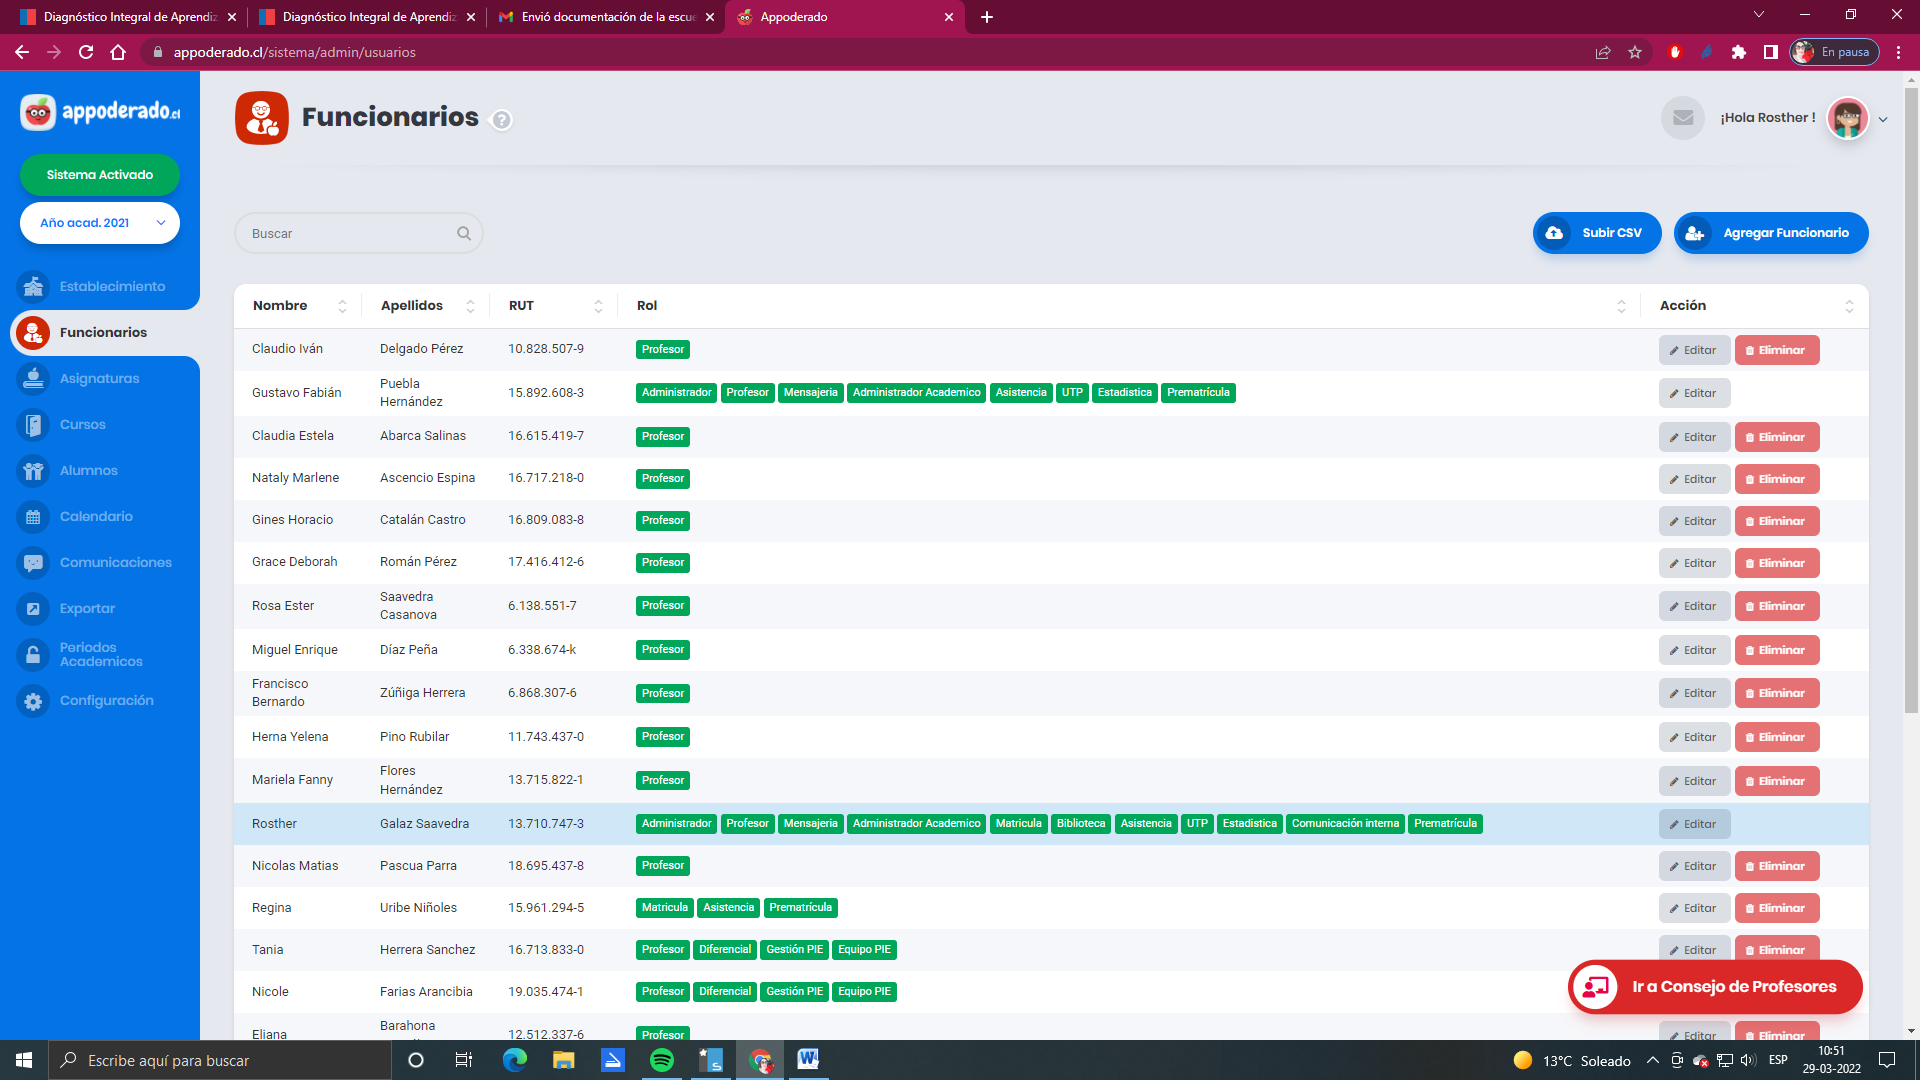 Diagnóstico Integral de Aprendiz
Diagnóstico Integral de Aprendiz
Envió documentación de la escue
Appoderado
appoderado.cl/sistema/admin/usuarios
En pausa
appoderado.cl
Funcionarios
?
¡Hola Rosther !
Sistema Activado
Año acad. 2021
Establecimiento
Funcionarios
Asignaturas
Cursos
Alumnos
Calendario
Comunicaciones
Exportar
Periodos
Academicos
Configuración
Buscar
Subir CSV
Agregar Funcionario
Nombre Apellidos RUT Rol Acción
Claudio Iván Delgado Pérez 10.828.507-9 Profesor Editar Eliminar
Gustavo Fabián Puebla Hernández 15.892.608-3 Administrador Profesor Mensajeria Administrador Academico Asistencia UTP Estadistica Prematrícula Editar
Claudia Estela Abarca Salinas 16.615.419-7 Profesor Editar Eliminar
Nataly Marlene Ascencio Espina 16.717.218-0 Profesor Editar Eliminar
Gines Horacio Catalán Castro 16.809.083-8 Profesor Editar Eliminar
Grace Deborah Román Pérez 17.416.412-6 Profesor Editar Eliminar
Rosa Ester Saavedra Casanova 6.138.551-7 Profesor Editar Eliminar
Miguel Enrique Díaz Peña 6.338.674-k Profesor Editar Eliminar
Francisco Bernardo Zúñiga Herrera 6.868.307-6 Profesor Editar Eliminar
Herna Yelena Pino Rubilar 11.743.437-0 Profesor Editar Eliminar
Mariela Fanny Flores Hernández 13.715.822-1 Profesor Editar Eliminar
Rosther Galaz Saavedra 13.710.747-3 Administrador Profesor Mensajeria Administrador Academico Matricula Biblioteca Asistencia UTP Estadistica Comunicación interna Prematrícula Editar
Nicolas Matias Pascua Parra 18.695.437-8 Profesor Editar Eliminar
Regina Uribe Niñoles 15.961.294-5 Matricula Asistencia Prematrícula Editar Eliminar
Tania Herrera Sanchez 16.713.833-0 Profesor Diferencial Gestión PIE Equipo PIE Editar Eliminar
Nicole Farias Arancibia 19.035.474-1 Profesor Diferencial Gestión PIE Equipo PIE
Ir a Consejo de Profesores
Eliana Barahona 12.512.337-6 Profesor Editar Eliminar
Escribe aquí para buscar
13°C Soleado
ESP
10:51
29-03-2022